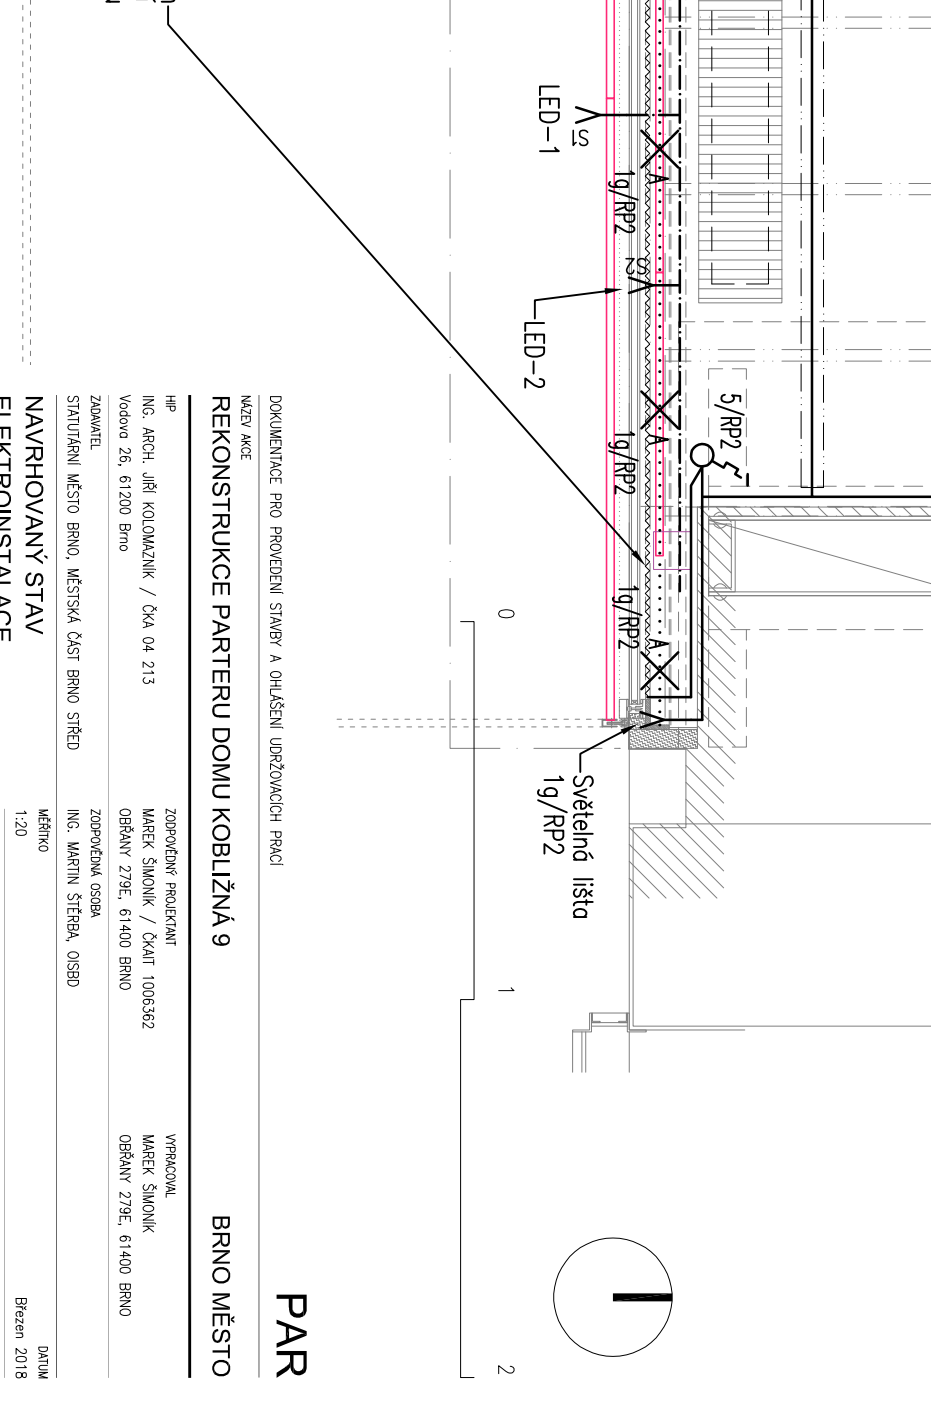 LED-1
S1
A
1g/RP2
S2
LED-2
A
1g/RP2
5/RP2
A
1g/RP2
Světelná lišta
1g/RP2
0
1
2
PAR
DOKUMENTACE PRO PROVEDENÍ STAVBY A OHLÁŠENÍ UDRŽOVACÍCH PRACÍ
NÁZEV AKCE
REKONSTRUKCE PARTERU DOMU KOBLIŽNÁ 9
BRNO MĚSTO
HIP
ING. ARCH. JIŘÍ KOLOMAZNÍK / ČKA 04 213
Vodova 26, 61200 Brno
ZODPOVĚDNÝ PROJEKTANT
MAREK ŠIMONÍK / ČKAIT 1006362
OBŘANY 279E, 61400 BRNO
VYPRACOVAL
MAREK ŠIMONÍK
OBŘANY 279E, 61400 BRNO
ZADAVATEL
STATUTÁRNÍ MĚSTO BRNO, MĚSTSKÁ ČÁST BRNO STŘED
ZODPOVĚDNÁ OSOBA
ING. MARTIN ŠTĚRBA, OISBD
NAVRHOVANÝ STAV
ELEKTROINSTALACE
MĚŘÍTKO
1:20
DATUM
Březen 2018